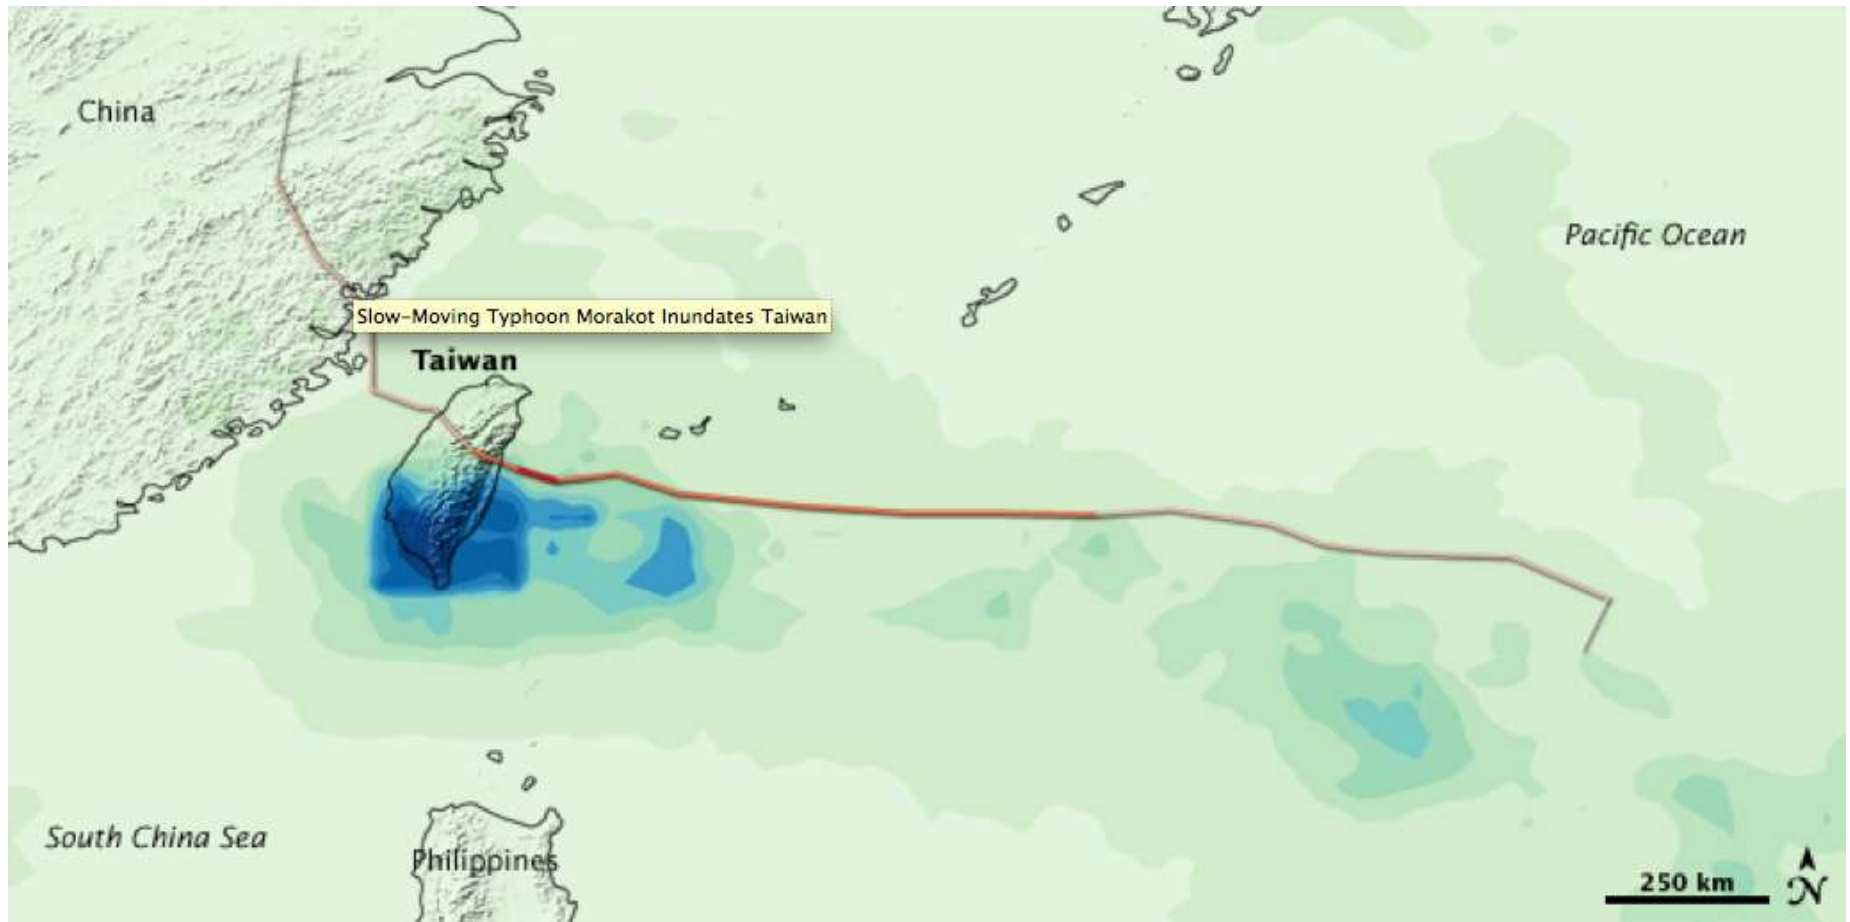 China
Pacific Ocean
Slow-Moving Typhoon Morakot Inundates Taiwan
Taiwan
South China Sea
Philippines
250 km
N